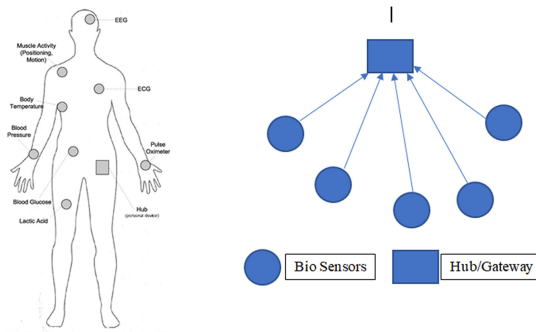 EEG
Muscle Activity
(Positioning,
Motion)
ECG
Body
Temperature
Blood
Pressure
Pulse
Oximeter
Blood Glucose
Hub
(personal device)
Lactic Acid
Bio Sensors
Hub/Gateway